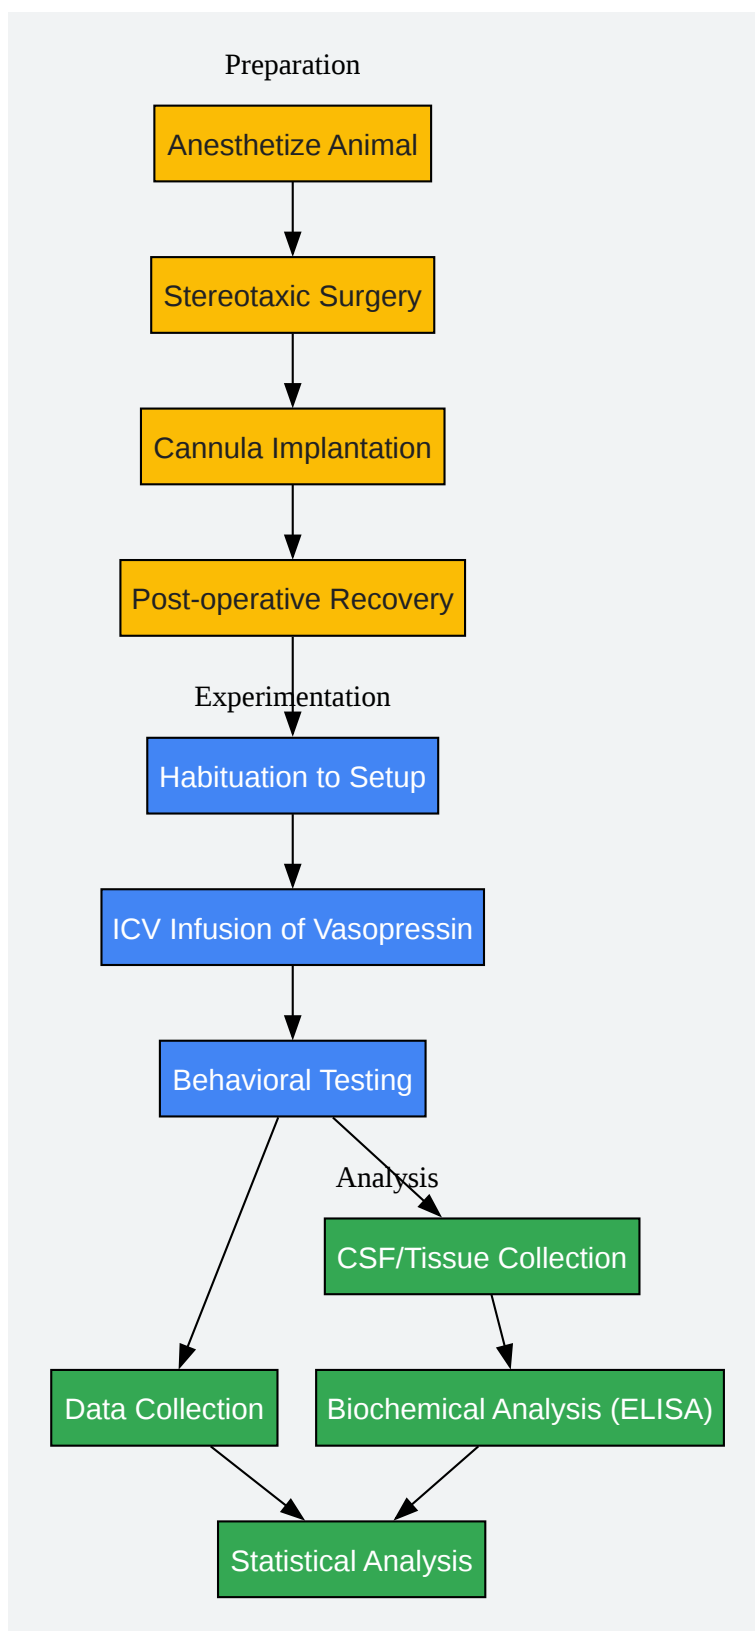 Preparation
Anesthetize Animal
Stereotaxic Surgery
Cannula Implantation
Post-operative Recovery
Experimentation
Habituation to Setup
ICV Infusion of Vasopressin
Behavioral Testing
Analysis
CSF/Tissue Collection
Data Collection
Biochemical Analysis (ELISA)
Statistical Analysis